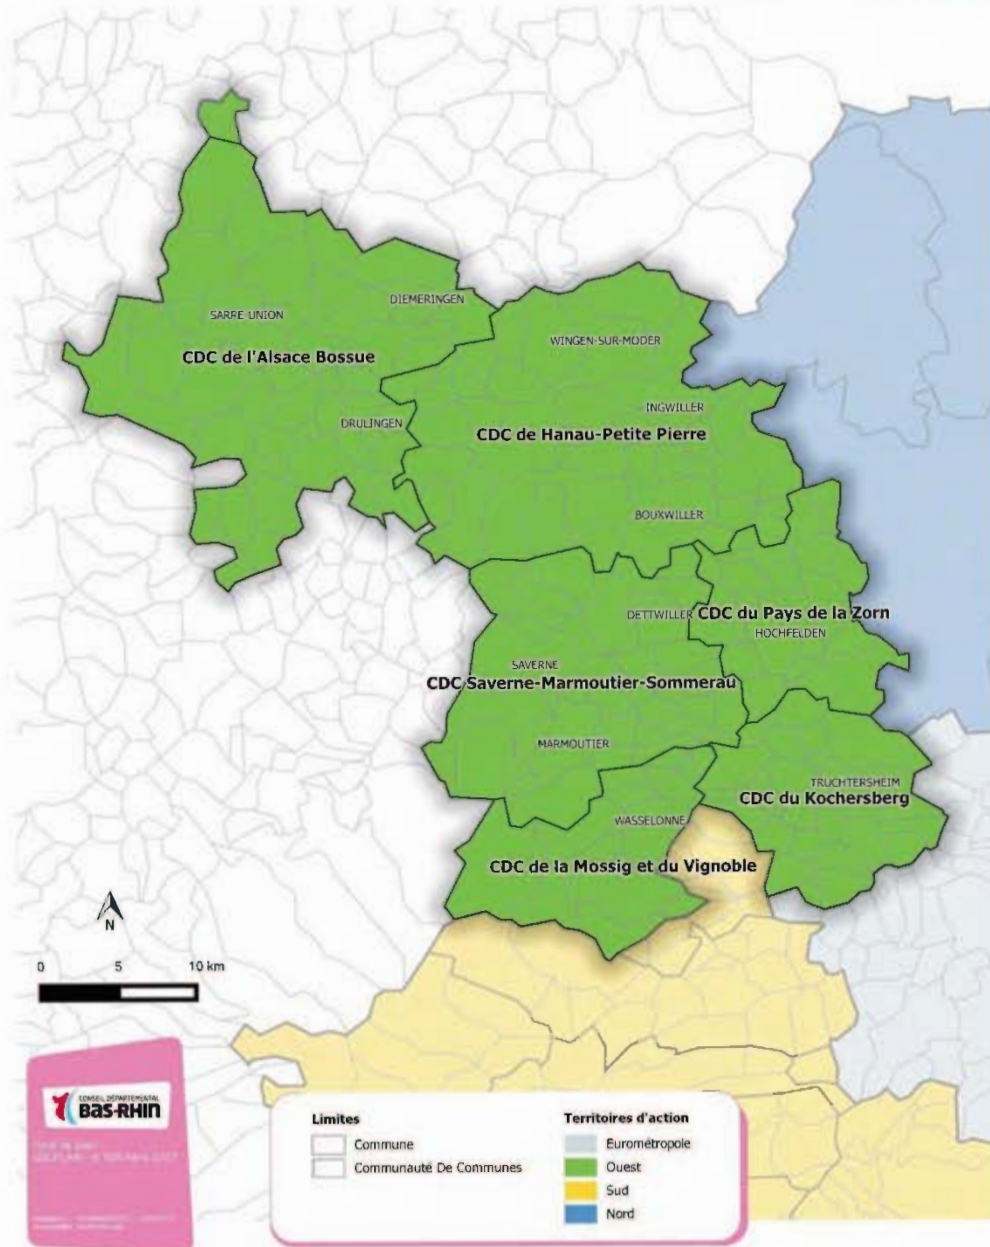 SARRE-UNION
DIEMERINGEN
CDC de l'Alsace Bossue
DRULINGEN
WINGEN-SUR-MODER
INGWILLER
CDC de Hanau-Petite Pierre
BOUXWILLER
DETTWILLER
CDC du Pays de la Zorn
HOCHFELDEN
SAVERNE
CDC Saverne-Marmoutier-Sommerau
MARMOUTIER
TRUCHTERSHEIM
CDC du Kochersberg
WASSELONNE
CDC de la Mossig et du Vignoble
N
0 5 10 km
CONSEIL DÉPARTEMENTAL
BAS-RHIN
Limites
Commune
Communauté De Communes
Territoires d'action
Eurométropole
Ouest
Sud
Nord